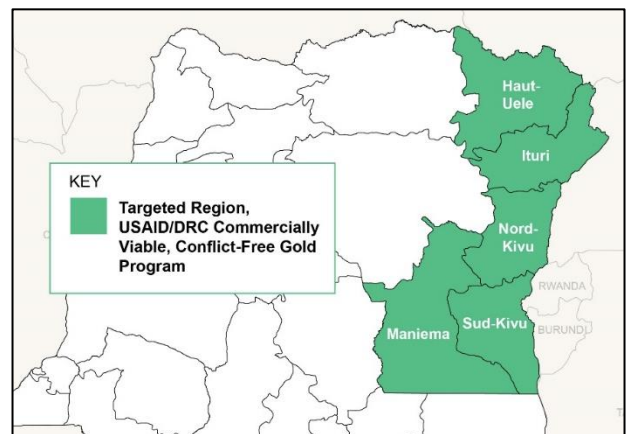 Haut-
Uele
Ituri
KEY
Targeted Region,
USAID/DRC Commercially
Viable, Conflict-Free Gold
Program
Nord-
Kivu
RWANDA
Maniema
Sud-Kivu
BURUNDI